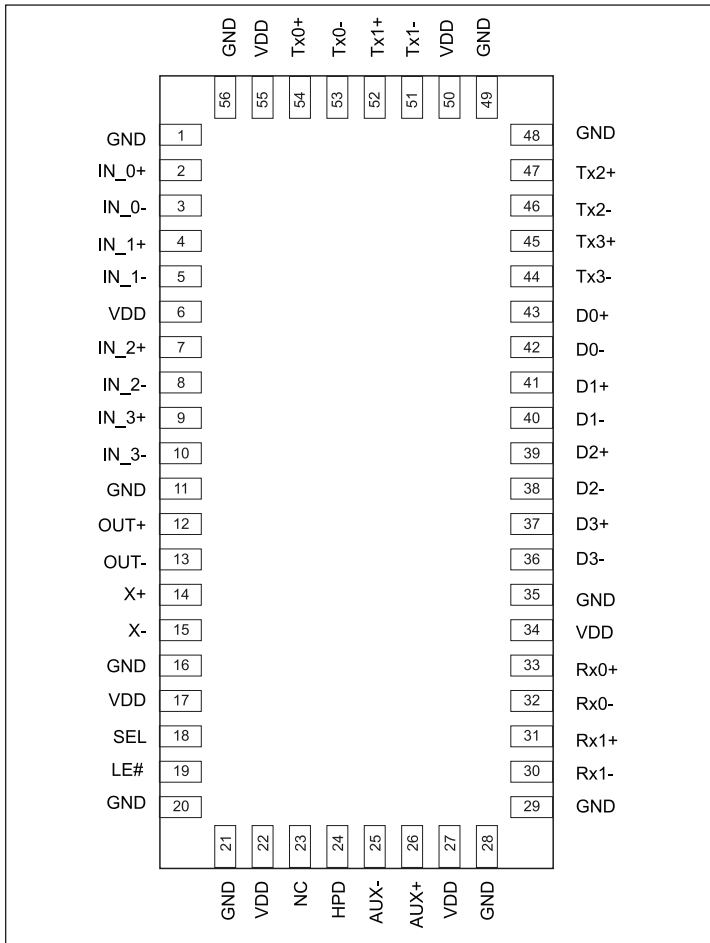 GND VDD Tx0+ Tx0- Tx1+ Tx1- VDD GND
56 55 54 53 52 51 50 49
GND 1 48 GND
IN_0+ 2 47 Tx2+
IN_0- 3 46 Tx2-
IN_1+ 4 45 Tx3+
IN_1- 5 44 Tx3-
VDD 6 43 D0+
IN_2+ 7 42 D0-
IN_2- 8 41 D1+
IN_3+ 9 40 D1-
IN_3- 10 39 D2+
GND 11 38 D2-
OUT+ 12 37 D3+
OUT- 13 36 D3-
X+ 14 35 GND
X- 15 34 VDD
GND 16 33 Rx0+
VDD 17 32 Rx0-
SEL 18 31 Rx1+
LE# 19 30 Rx1-
GND 20 29 GND
21 22 23 24 25 26 27 28
GND VDD NC HPD AUX- AUX+ VDD GND